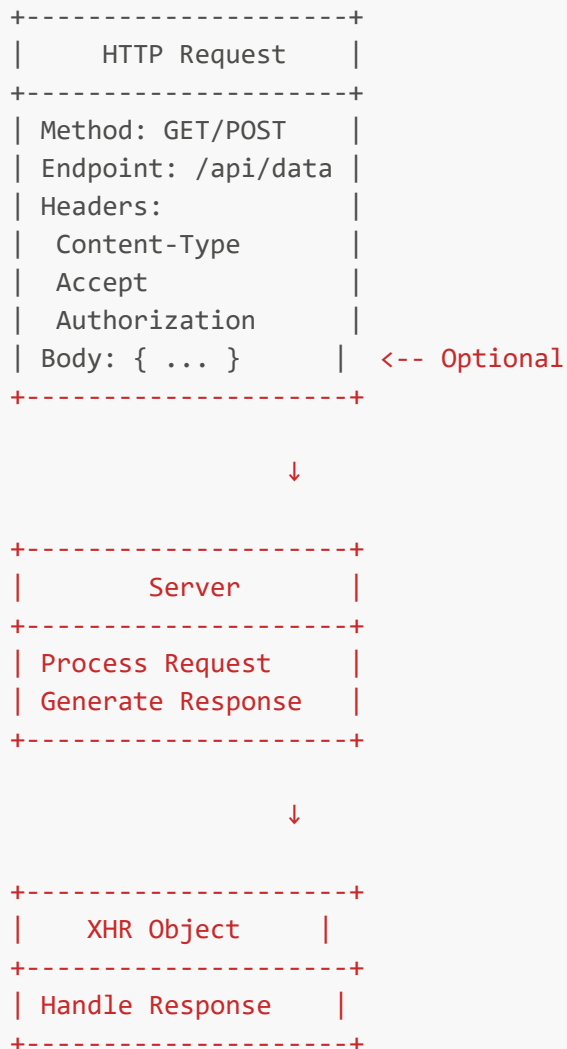 +---------------------+
|     HTTP Request    |
+---------------------+
| Method: GET/POST    |
| Endpoint: /api/data |
| Headers:            |
|  Content-Type       |
|  Accept             |
|  Authorization      |
| Body: { ... }      |  <-- Optional
+---------------------+
↓
+---------------------+
|        Server       |
+---------------------+
| Process Request     |
| Generate Response   |
+---------------------+
↓
+---------------------+
|    XHR Object     |
+---------------------+
| Handle Response    |
+---------------------+